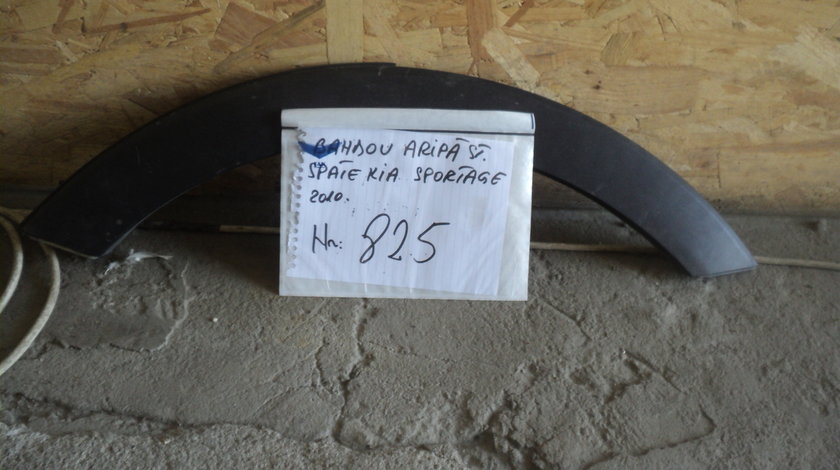 BANDOU ARIPĂ ST.
SPATE KIA SPORTAGE
2010.
Nr: 825